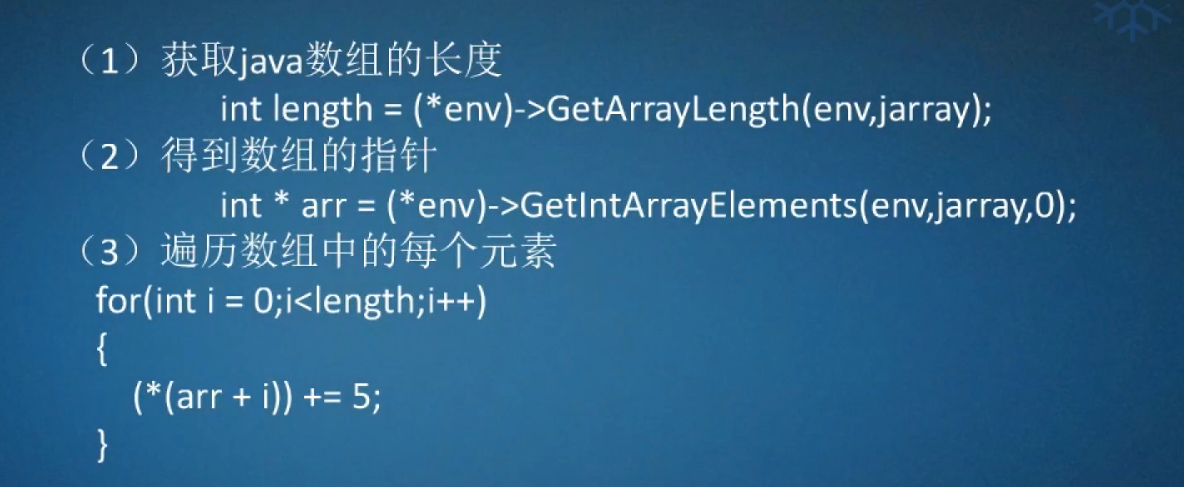 （1）获取java数组的长度
int length = (*env)->GetArrayLength(env,jarray);
（2）得到数组的指针
int * arr = (*env)->GetIntArrayElements(env,jarray,0);
（3）遍历数组中的每个元素
for(int i = 0;i<length;i++)
{
(*(arr + i)) += 5;
}